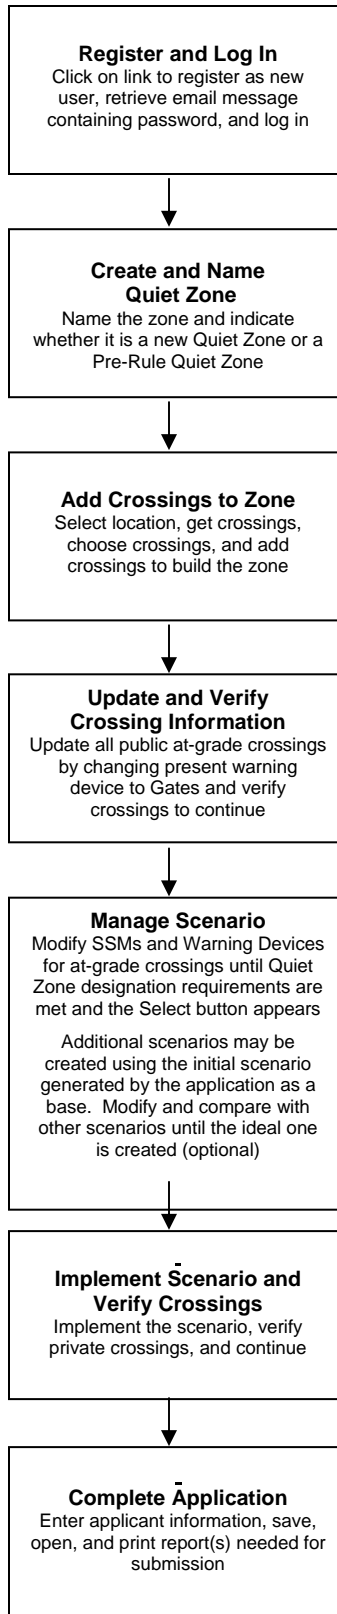 Register and Log In
Click on link to register as new
user, retrieve email message
containing password, and log in
Create and Name
Quiet Zone
Name the zone and indicate
whether it is a new Quiet Zone or a
Pre-Rule Quiet Zone
Add Crossings to Zone
Select location, get crossings,
choose crossings, and add
crossings to build the zone
Update and Verify
Crossing Information
Update all public at-grade crossings
by changing present warning
device to Gates and verify
crossings to continue
Manage Scenario
Modify SSMs and Warning Devices
for at-grade crossings until Quiet
Zone designation requirements are
met and the Select button appears
Additional scenarios may be
created using the initial scenario
generated by the application as a
base.  Modify and compare with
other scenarios until the ideal one
is created (optional)
Implement Scenario and
Verify Crossings
Implement the scenario, verify
private crossings, and continue
Complete Application
Enter applicant information, save,
open, and print report(s) needed for
submission